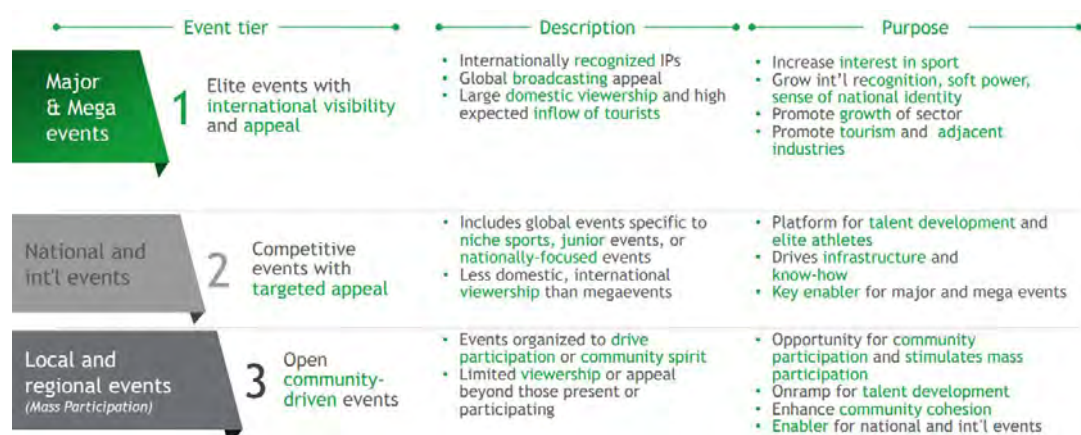 Event tier
Description
Purpose
Major
& Mega
events
1
Elite events with
international visibility
and appeal
• Internationally recognized IPs
• Global broadcasting appeal
• Large domestic viewership and high
expected inflow of tourists
• Increase interest in sport
• Grow int'l recognition, soft power,
sense of national identity
• Promote growth of sector
• Promote tourism and adjacent
industries
National and
int'l events
2
Competitive
events with
targeted appeal
• Includes global events specific to
niche sports, junior events, or
nationally-focused events
• Less domestic, international
viewership than megaevents
• Platform for talent development and
elite athletes
• Drives infrastructure and
know-how
• Key enabler for major and mega events
Local and
regional events
(Mass Participation)
3
Open
community-
driven events
• Events organized to drive
participation or community spirit
• Limited viewership or appeal
beyond those present or
participating
• Opportunity for community
participation and stimulates mass
participation
• Onramp for talent development
• Enhance community cohesion
• Enabler for national and int'l events